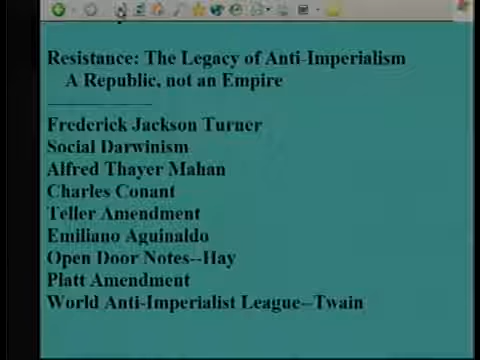 Resistance: The Legacy of Anti-Imperialism
A Republic, not an Empire
Frederick Jackson Turner
Social Darwinism
Alfred Thayer Mahan
Charles Conant
Teller Amendment
Emiliano Aguinaldo
Open Door Notes--Hay
Platt Amendment
World Anti-Imperialist League--Twain